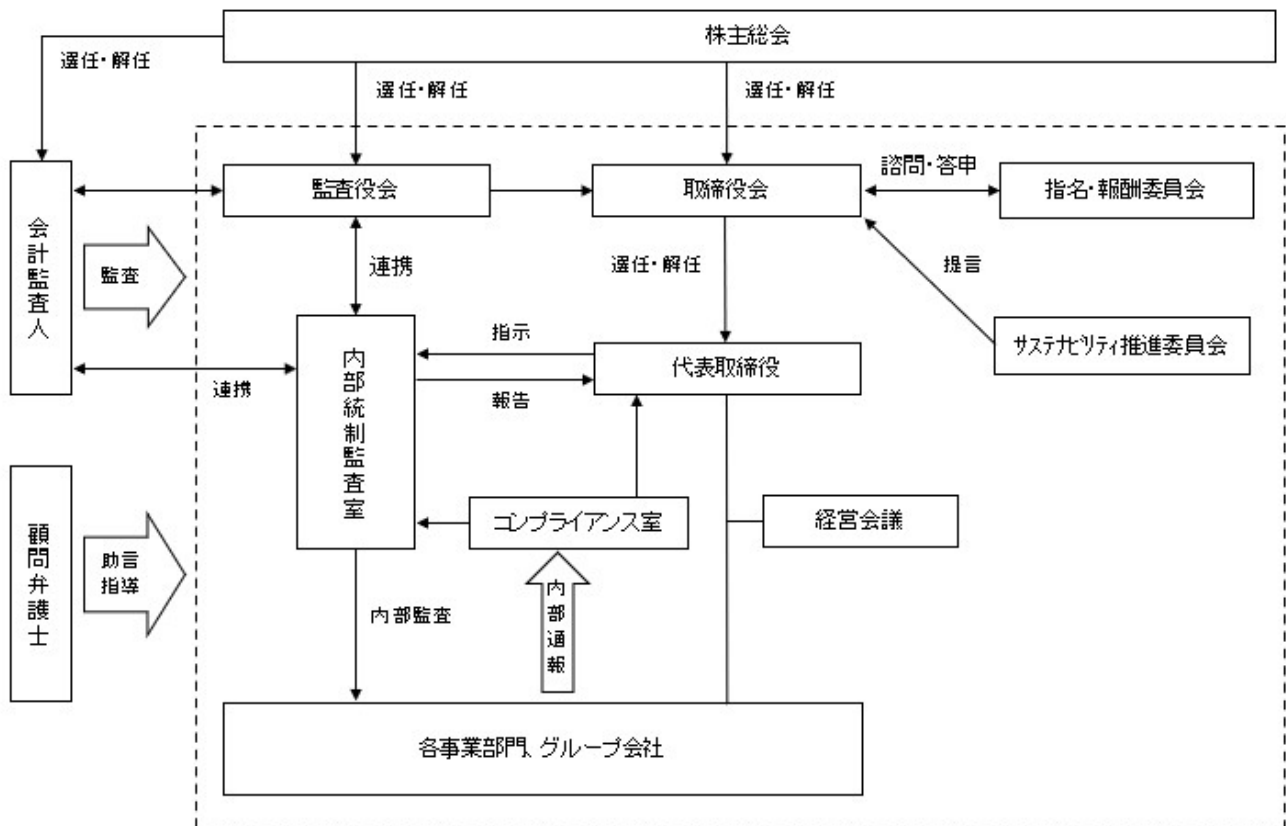 株主総会
選任・解任
選任・解任
選任・解任
監査役会
取締役会
諮問・答申
指名・報酬委員会
会計監査人
監査
連携
選任・解任
提言
サステナビリティ推進委員会
指示
代表取締役
報告
内部統制監査室
連携
コンプライアンス室
経営会議
顧問弁護士
助言
指導
内部監査
内部通報
各事業部門、グループ会社